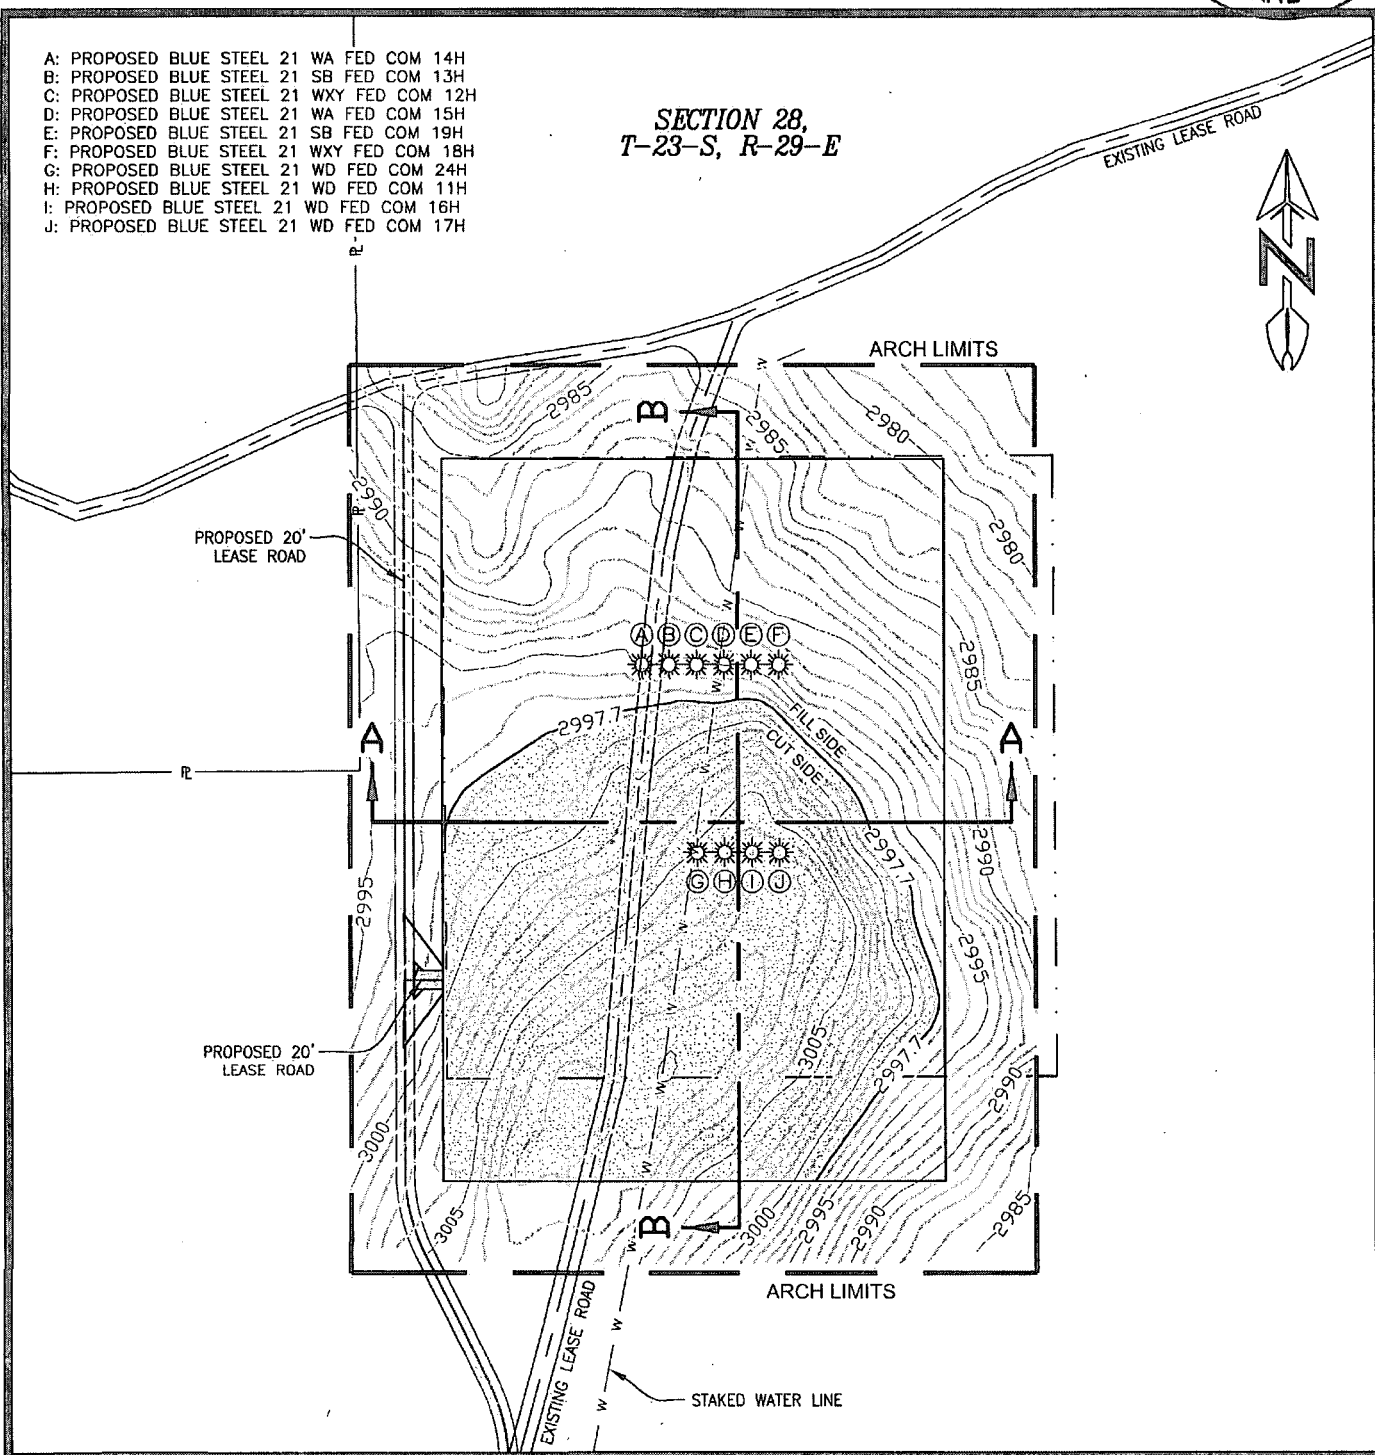 A: PROPOSED BLUE STEEL 21 WA FED COM 14H
B: PROPOSED BLUE STEEL 21 SB FED COM 13H
C: PROPOSED BLUE STEEL 21 WXY FED COM 12H
D: PROPOSED BLUE STEEL 21 WA FED COM 15H
E: PROPOSED BLUE STEEL 21 SB FED COM 19H
F: PROPOSED BLUE STEEL 21 WXY FED COM 18H
G: PROPOSED BLUE STEEL 21 WD FED COM 24H
H: PROPOSED BLUE STEEL 21 WD FED COM 11H
I: PROPOSED BLUE STEEL 21 WD FED COM 16H
J: PROPOSED BLUE STEEL 21 WD FED COM 17H
SECTION 28,
T-23-S, R-29-E
EXISTING LEASE ROAD
N
PL
ARCH LIMITS
W
2985
B
2985
2980
W
2990
PL
PROPOSED 20'
LEASE ROAD
W
2980
W
A B C D E F
2985
W
2997.7
FILL SIDE
CUT SIDE
A
A
PL
W
2997.7
2990
G H I J
2995
W
2995
W
PROPOSED 20'
LEASE ROAD
3005
2997.7
W
2990
3000
W
3005
B
W
3000
2995
2990
2985
ARCH LIMITS
EXISTING LEASE ROAD
W
W
STAKED WATER LINE